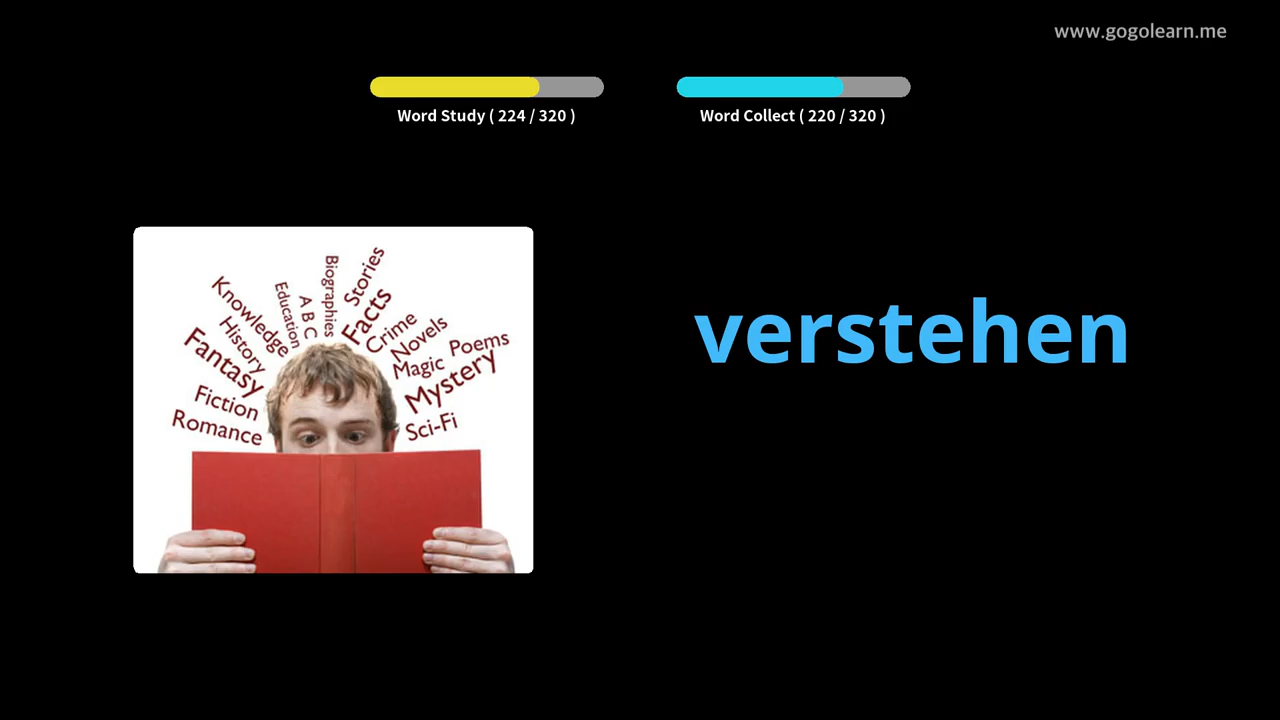 www.gogolearn.me
Word Study ( 224 / 320 )
Word Collect ( 220 / 320 )
verstehen
Romance
Fiction
Fantasy
History
Knowledge
Education
A B C
Biographies
Stories
Facts
Crime
Novels
Magic
Poems
Mystery
Sci-Fi